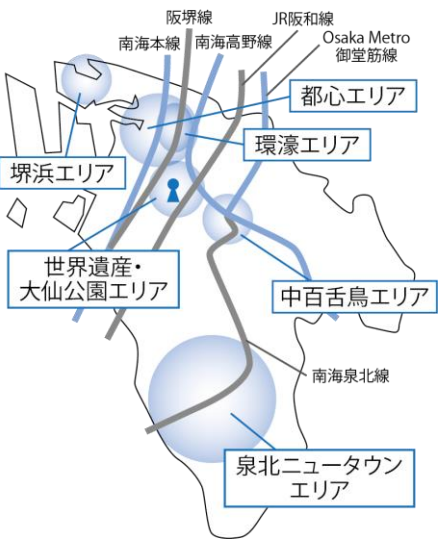 阪堺線
JR阪和線
南海本線
南海高野線
Osaka Metro
御堂筋線
都心エリア
環濠エリア
堺浜エリア
世界遺産・
大仙公園エリア
中百舌鳥エリア
南海泉北線
泉北ニュータウン
エリア